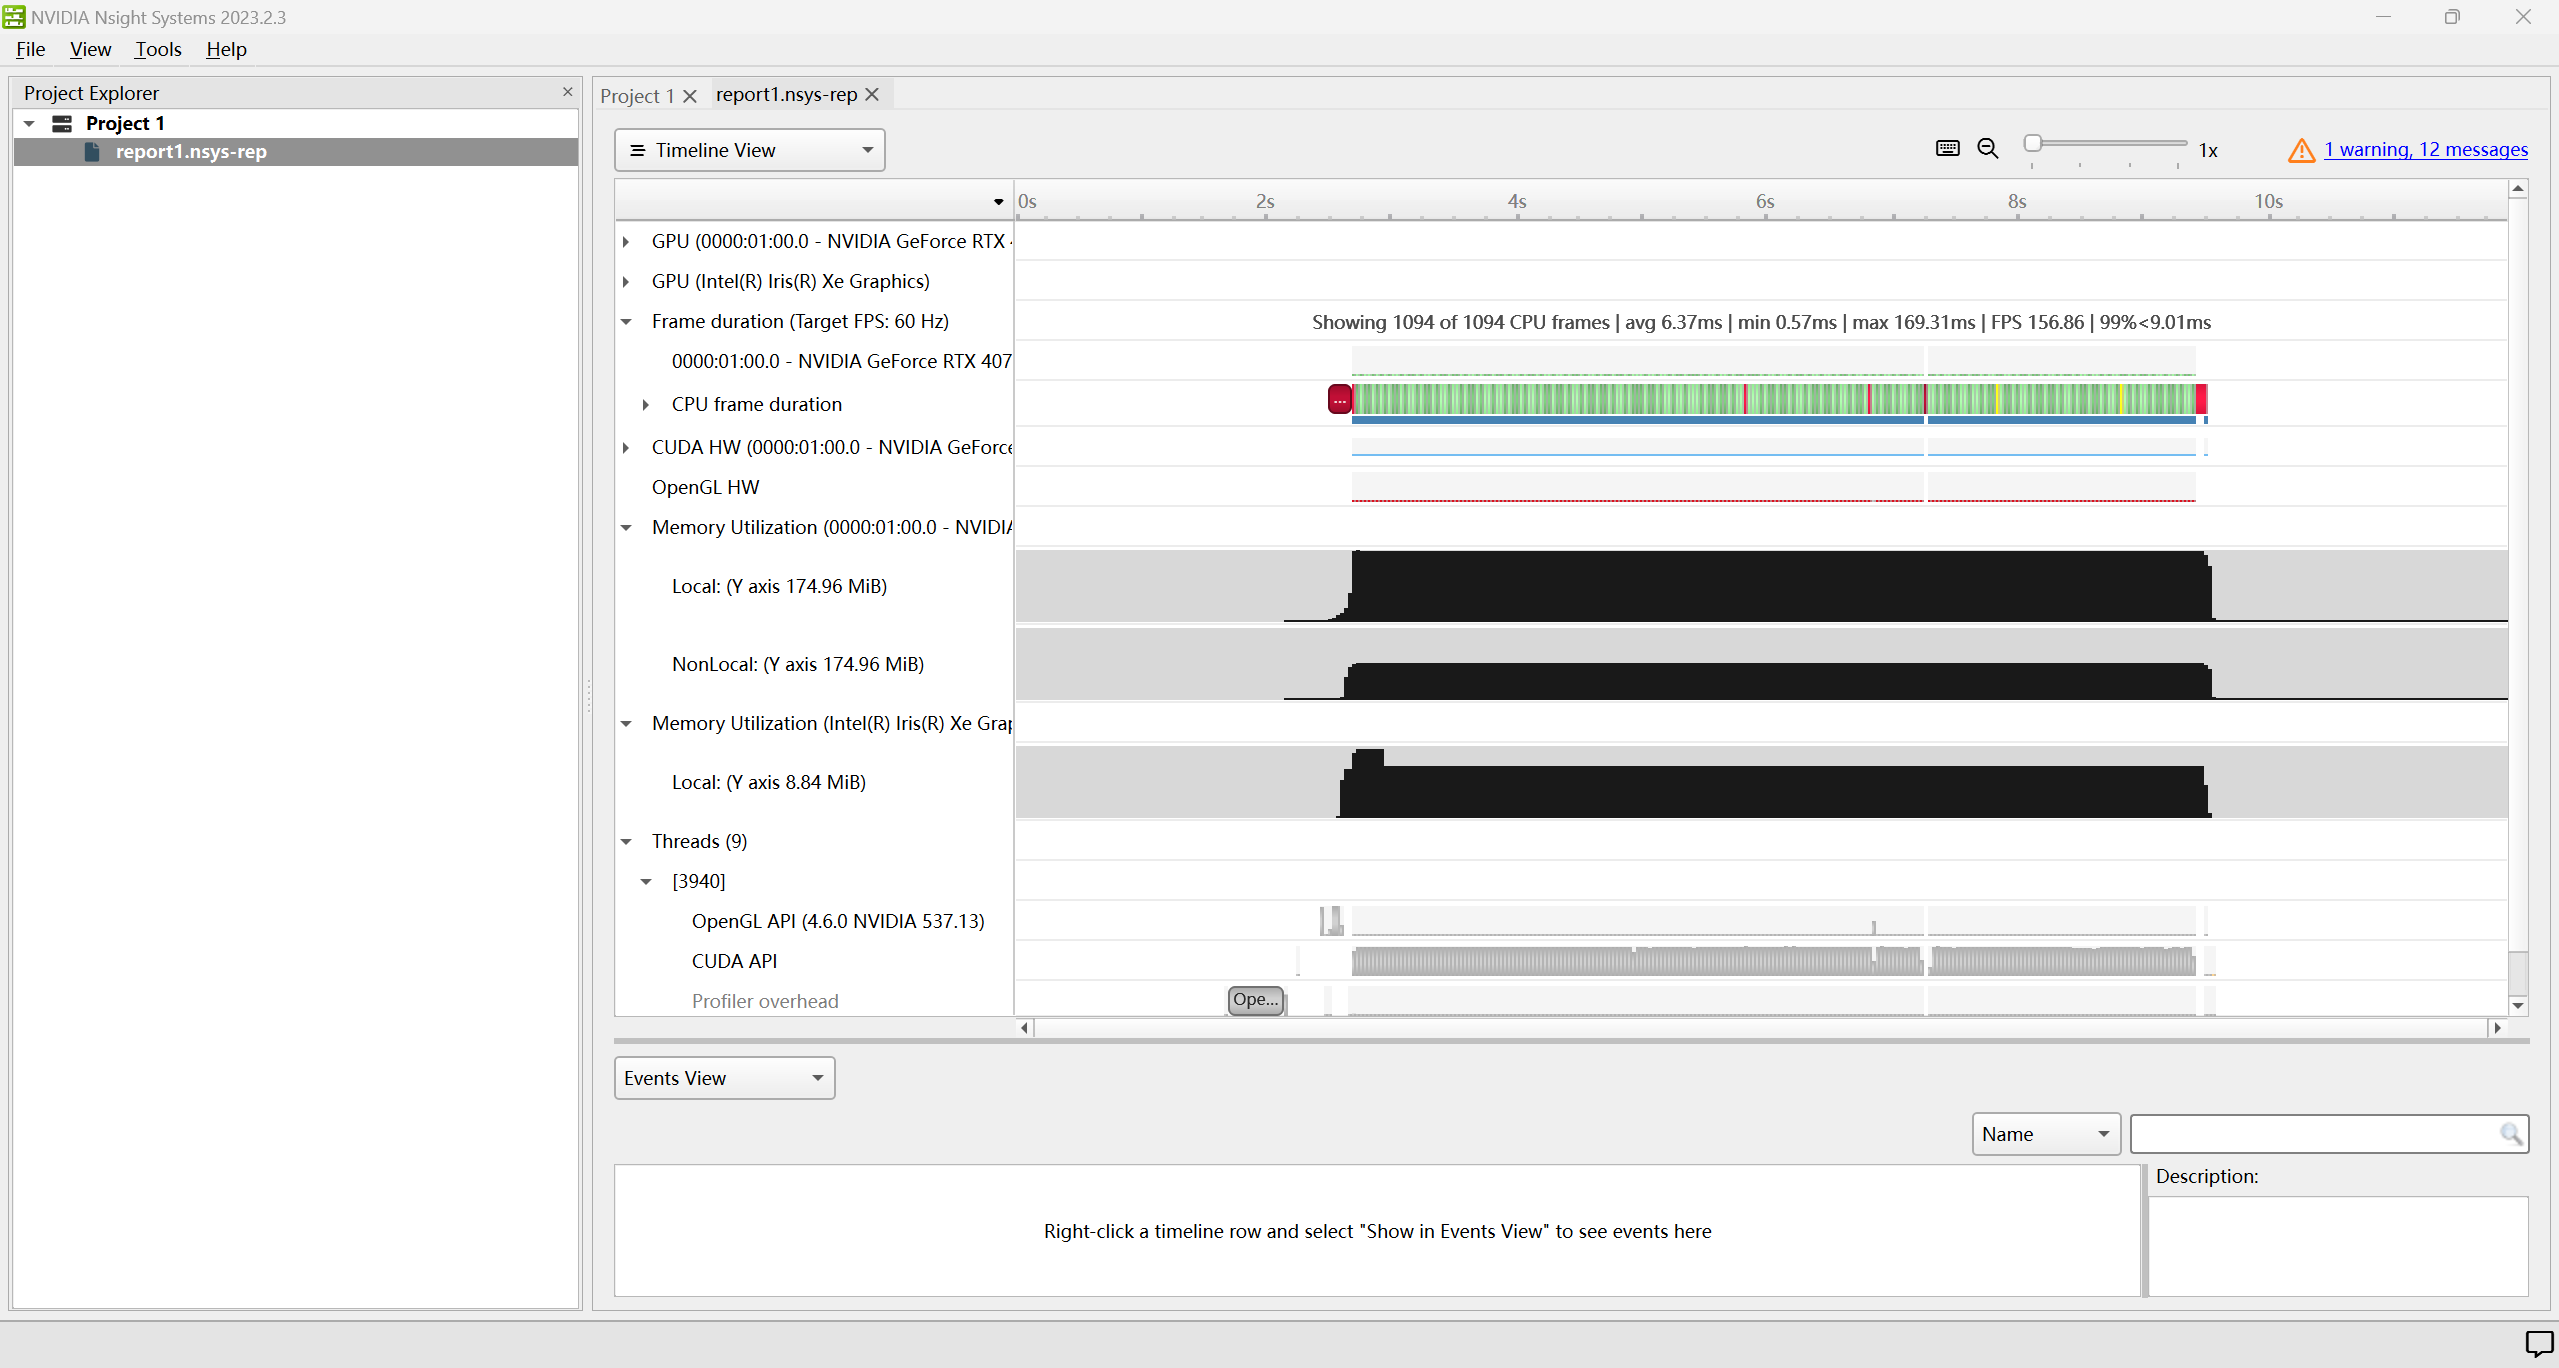 NVIDIA Nsight Systems 2023.2.3
File View Tools Help
Project Explorer
Project 1
report1.nsys-rep
Project 1 report1.nsys-rep
Timeline View
1x
1 warning, 12 messages
0s 2s 4s 6s 8s 10s
GPU (0000:01:00.0 - NVIDIA GeForce RTX
GPU (Intel(R) Iris(R) Xe Graphics)
Frame duration (Target FPS: 60 Hz)
Showing 1094 of 1094 CPU frames | avg 6.37ms | min 0.57ms | max 169.31ms | FPS 156.86 | 99%<9.01ms
0000:01:00.0 - NVIDIA GeForce RTX 407
CPU frame duration
...
CUDA HW (0000:01:00.0 - NVIDIA GeForce
OpenGL HW
Memory Utilization (0000:01:00.0 - NVIDIA
Local: (Y axis 174.96 MiB)
NonLocal: (Y axis 174.96 MiB)
Memory Utilization (Intel(R) Iris(R) Xe Grap
Local: (Y axis 8.84 MiB)
Threads (9)
[3940]
OpenGL API (4.6.0 NVIDIA 537.13)
CUDA API
Profiler overhead
Ope...
Events View
Name
Description:
Right-click a timeline row and select "Show in Events View" to see events here